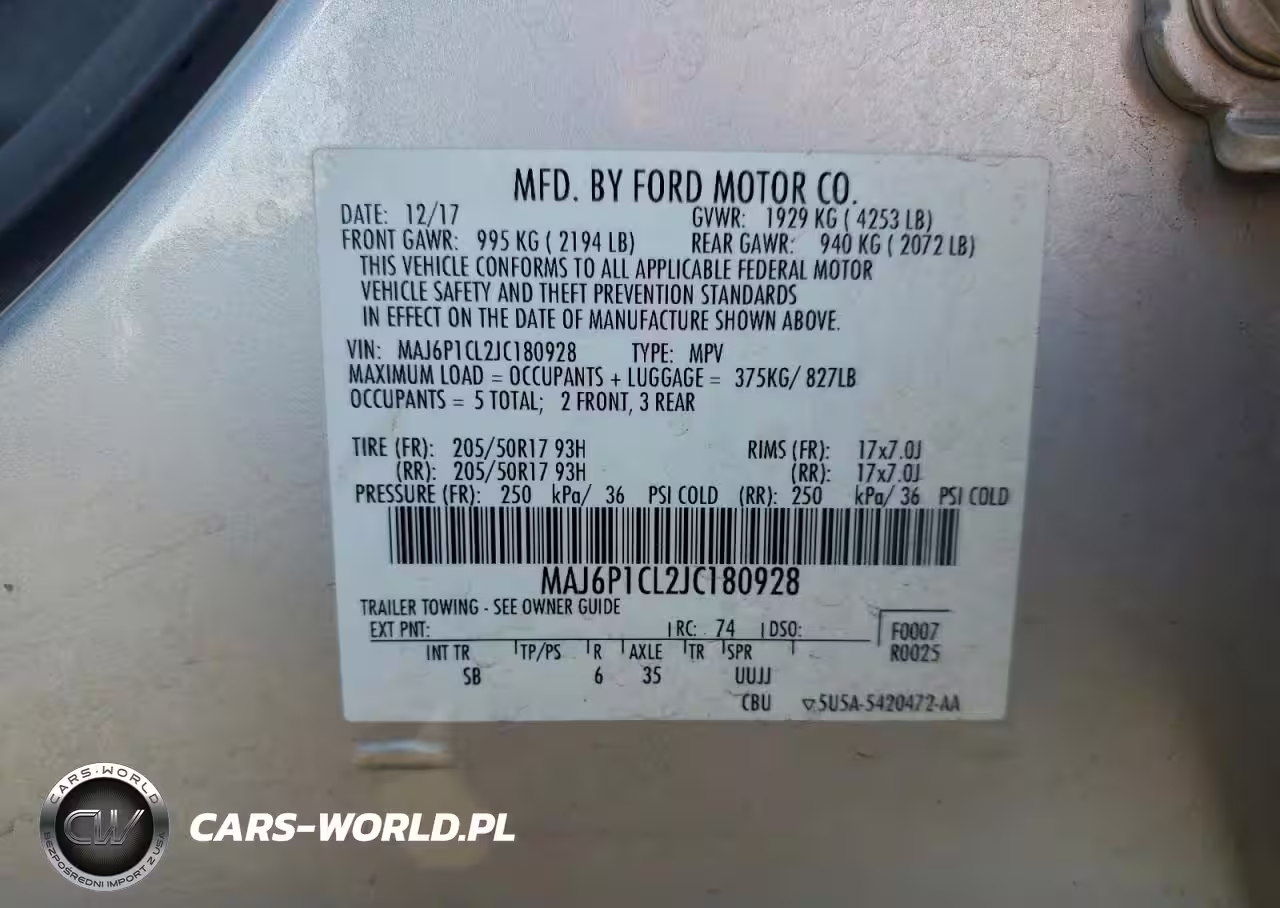 MFD. BY FORD MOTOR CO.
DATE: 12/17 GVWR: 1929 KG ( 4253 LB)
FRONT GAWR: 995 KG ( 2194 LB) REAR GAWR: 940 KG ( 2072 LB)
THIS VEHICLE CONFORMS TO ALL APPLICABLE FEDERAL MOTOR
VEHICLE SAFETY AND THEFT PREVENTION STANDARDS
IN EFFECT ON THE DATE OF MANUFACTURE SHOWN ABOVE.
VIN: MAJ6P1CL2JC180928 TYPE: MPV
MAXIMUM LOAD = OCCUPANTS + LUGGAGE = 375KG/ 827LB
OCCUPANTS = 5 TOTAL; 2 FRONT, 3 REAR
TIRE (FR): 205/50R17 93H RIMS (FR): 17x7.0J
(RR): 205/50R17 93H (RR): 17x7.0J
PRESSURE (FR): 250 kPa/ 36 PSI COLD (RR): 250 kPa/ 36 PSI COLD
MAJ6P1CL2JC180928
TRAILER TOWING - SEE OWNER GUIDE
EXT PNT: RC: 74 DSO: F0007
INT TR TP/PS R AXLE TR SPR R0025
SB 6 35 UUJJ
CBU 5U5A-5420472-AA
CARS-WORLD
CW
BEZPOŚREDNI IMPORT Z USA
CARS-WORLD.PL